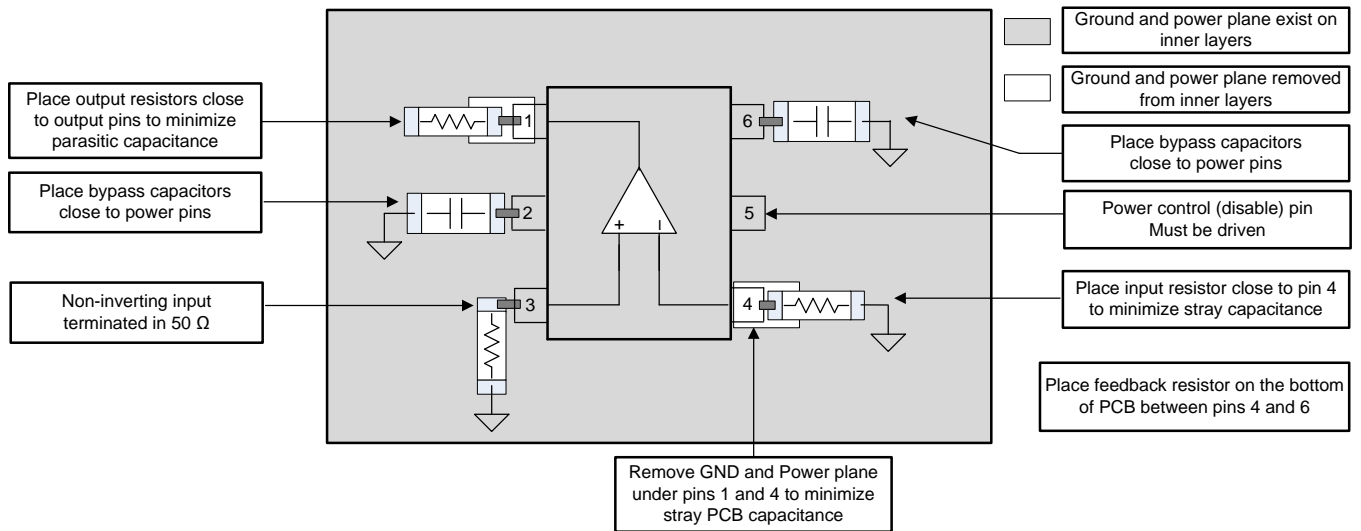 Ground and power plane exist on
inner layers
Ground and power plane removed
from inner layers
Place output resistors close
to output pins to minimize
parasitic capacitance
Place bypass capacitors
close to power pins
Non-inverting input
terminated in 50 Ω
1
2
3
+
–
6
5
4
Place bypass capacitors
close to power pins
Power control (disable) pin
Must be driven
Place input resistor close to pin 4
to minimize stray capacitance
Place feedback resistor on the bottom
of PCB between pins 4 and 6
Remove GND and Power plane
under pins 1 and 4 to minimize
stray PCB capacitance